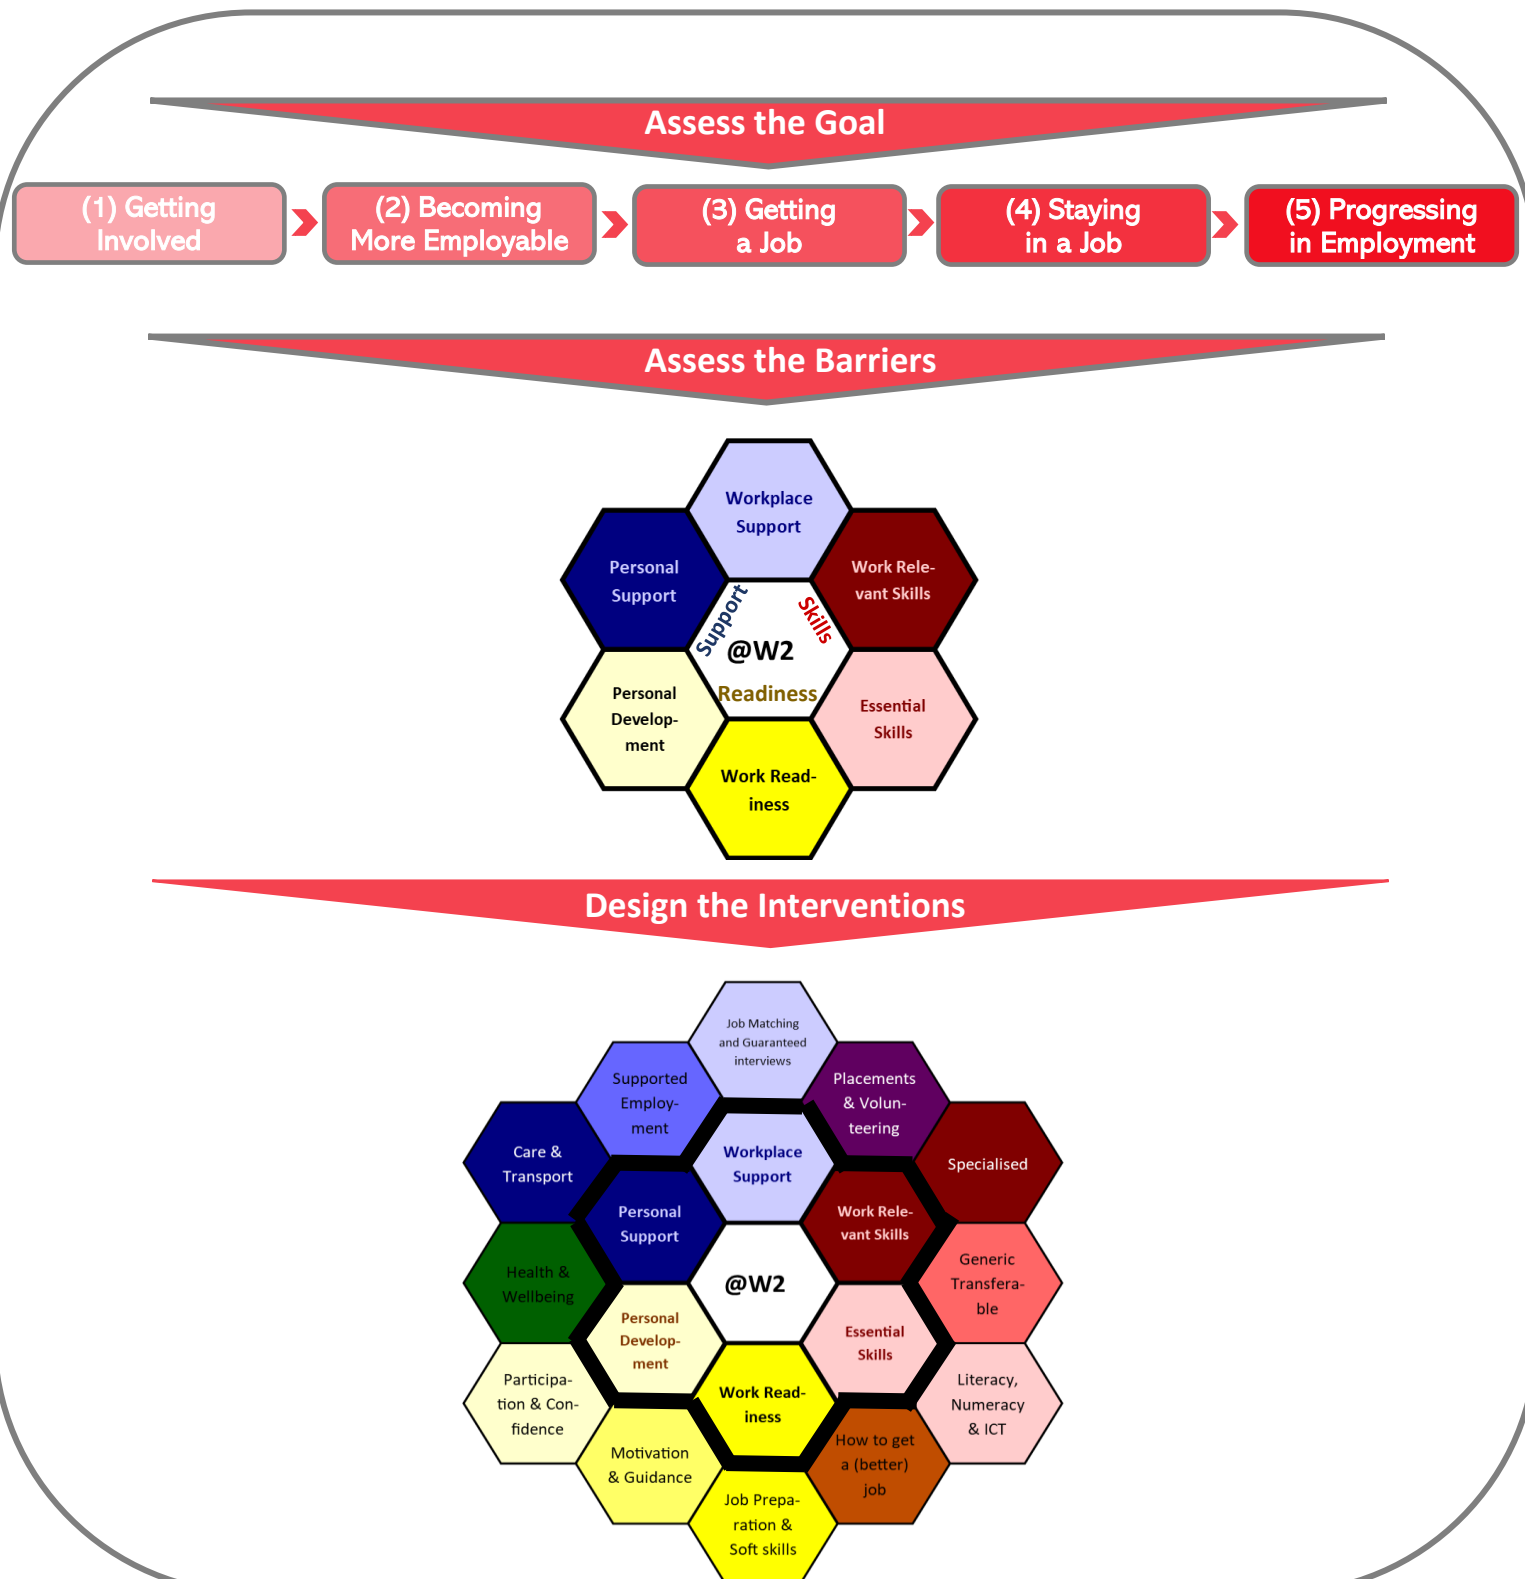 Assess the Goal
(1) Getting
Involved
(2) Becoming
More Employable
(3) Getting
a Job
(4) Staying
in a Job
(5) Progressing
in Employment
Assess the Barriers
Workplace
Support
Personal
Support
Work Rele-
vant Skills
Support
Skills
@W2
Readiness
Personal
Develop-
ment
Essential
Skills
Work Read-
iness
Design the Interventions
Job Matching
and Guaranteed
interviews
Supported
Employ-
ment
Placements
& Volun-
teering
Care &
Transport
Workplace
Support
Specialised
Personal
Support
Work Rele-
vant Skills
Health &
Wellbeing
@W2
Generic
Transfera-
ble
Personal
Develop-
ment
Essential
Skills
Participa-
tion & Con-
fidence
Work Read-
iness
Literacy,
Numeracy
& ICT
Motivation
& Guidance
How to get
a (better)
job
Job Prepa-
ration &
Soft skills